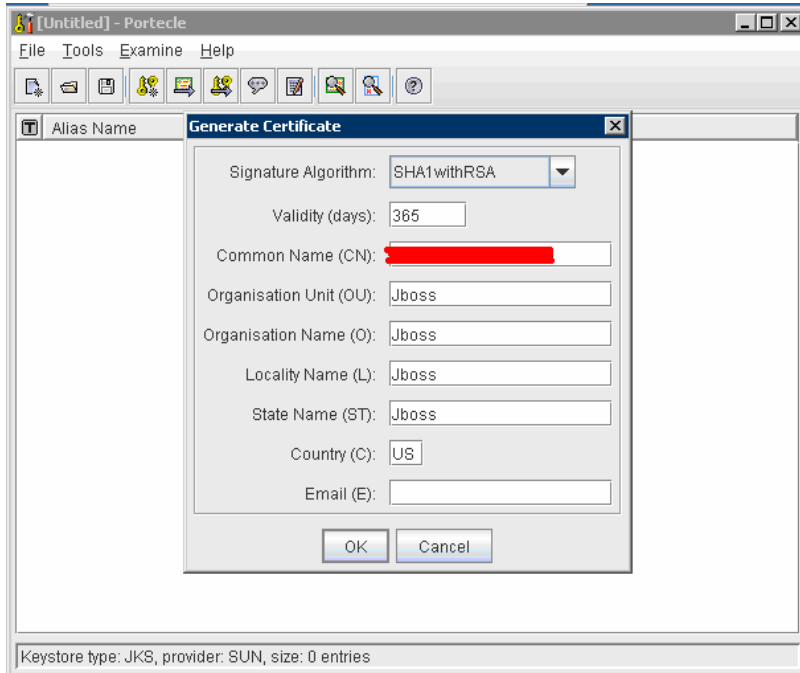 [Untitled] - Portecle
File Tools Examine Help
T Alias Name
Generate Certificate
Signature Algorithm: SHA1withRSA
Validity (days): 365
Common Name (CN):
Organisation Unit (OU): Jboss
Organisation Name (O): Jboss
Locality Name (L): Jboss
State Name (ST): Jboss
Country (C): US
Email (E):
OK Cancel
Keystore type: JKS, provider: SUN, size: 0 entries